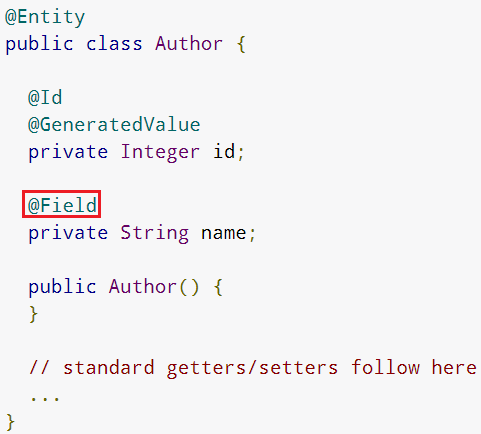 @Entity
public class Author {
@Id
@GeneratedValue
private Integer id;
@Field
private String name;
public Author() {
}
// standard getters/setters follow here
...
}